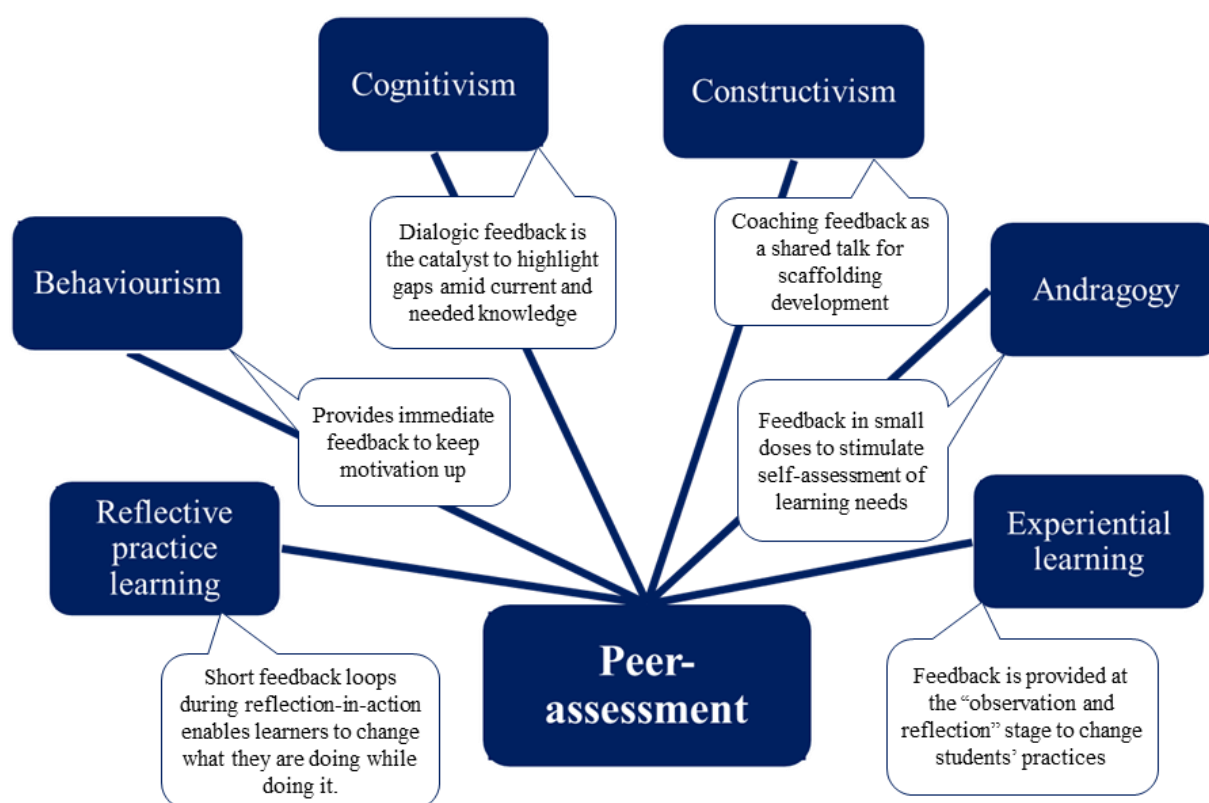 Cognitivism
Constructivism
Dialogic feedback is
the catalyst to highlight
gaps amid current and
needed knowledge
Coaching feedback as
a shared talk for
scaffolding
development
Behaviourism
Andragogy
Provides immediate
feedback to keep
motivation up
Feedback in small
doses to stimulate
self-assessment of
learning needs
Reflective
practice
learning
Experiential
learning
Short feedback loops
during reflection-in-action
enables learners to change
what they are doing while
doing it.
Peer-
assessment
Feedback is provided at
the “observation and
reflection” stage to change
students’ practices